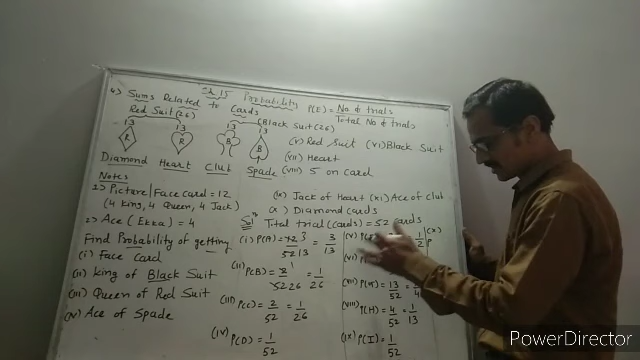 Ch.15 Probability
4) Sums Related to Cards P(E) = No of trials / Total No of trials
Red Suit (26) Black Suit (26)
13 13 13 13
R R B B
Diamond Heart Club Spade
(v) Red Suit (vi) Black Suit
(vii) Heart
(viii) 5 on card
(ix) Jack of Heart (xi) Ace of club
(x) Diamond cards
Notes
1) Picture/Face card = 12
(4 king, 4 Queen, 4 Jack)
2) Ace (Ekka) = 4
Find Probability of getting
(i) Face Card
(ii) king of Black Suit
(iii) Queen of Red Suit
(iv) Ace of Spade
Total trial (cards) = 52 cards
(i) P(A) = 12/52 3/13 = 3/13
(ii) P(B) = 2/52 1/26 = 1/26
(iii) P(C) = 2/52 = 1/26
(iv) P(D) = 1/52
(v) 1/2
(x) P
(vi) P
(vii) 13/52
(viii) P(H) = 4/52 = 1/13
(ix) P(I) = 1/52
PowerDirector